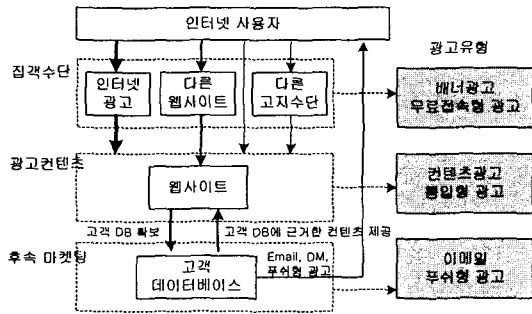 인터넷 사용자
광고유형
집객수단
인터넷
광고
다른
웹사이트
다른
고지수단
배너광고
무료접속형 광고
광고컨텐츠
웹사이트
컨텐츠광고
삽입형 광고
고객 DB 확보
고객 DB에 근거한 컨텐츠 제공
후속 마케팅
고객
데이터베이스
Email, DM,
푸쉬형 광고
이메일
푸쉬형 광고